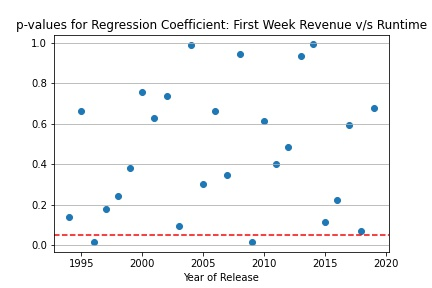 p-values for Regression Coefficient: First Week Revenue v/s Runtime
1.0
0.8
0.6
0.4
0.2
0.0
1995 2000 2005 2010 2015 2020
Year of Release